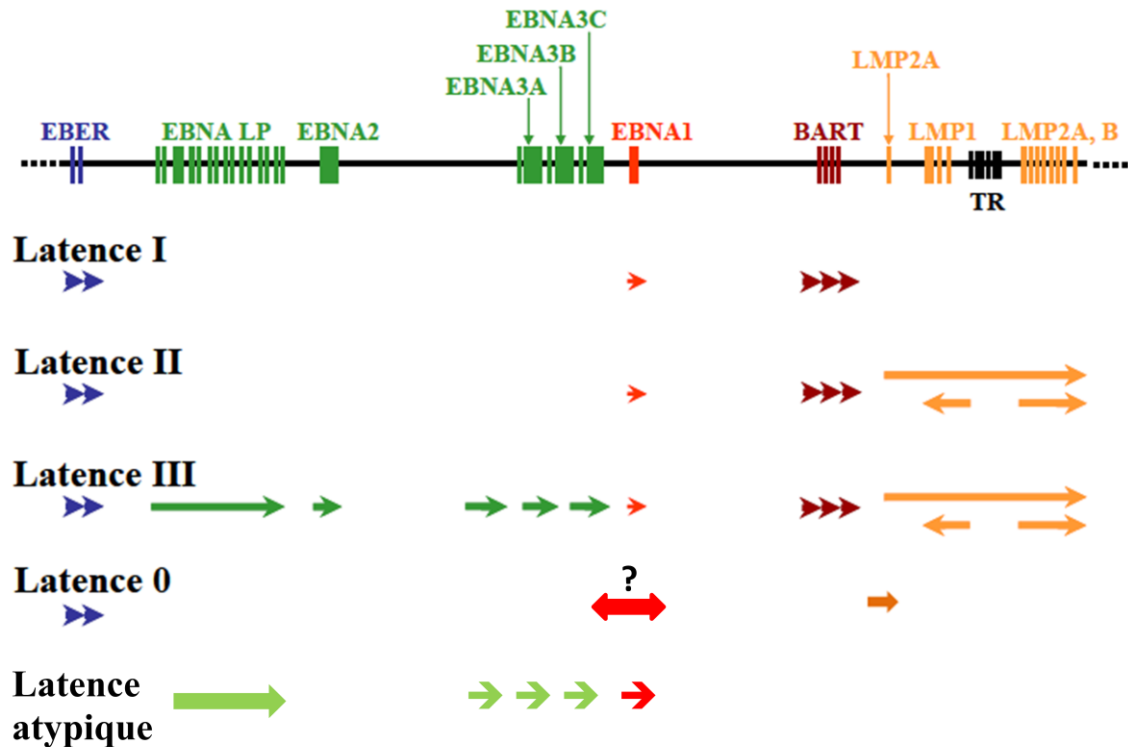 EBNA3C
EBNA3B
LMP2A
EBNA3A
EBER EBNA LP EBNA2 EBNA1 BART LMP1 LMP2A, B
TR
Latence I
Latence II
Latence III
Latence 0
?
Latence
atypique